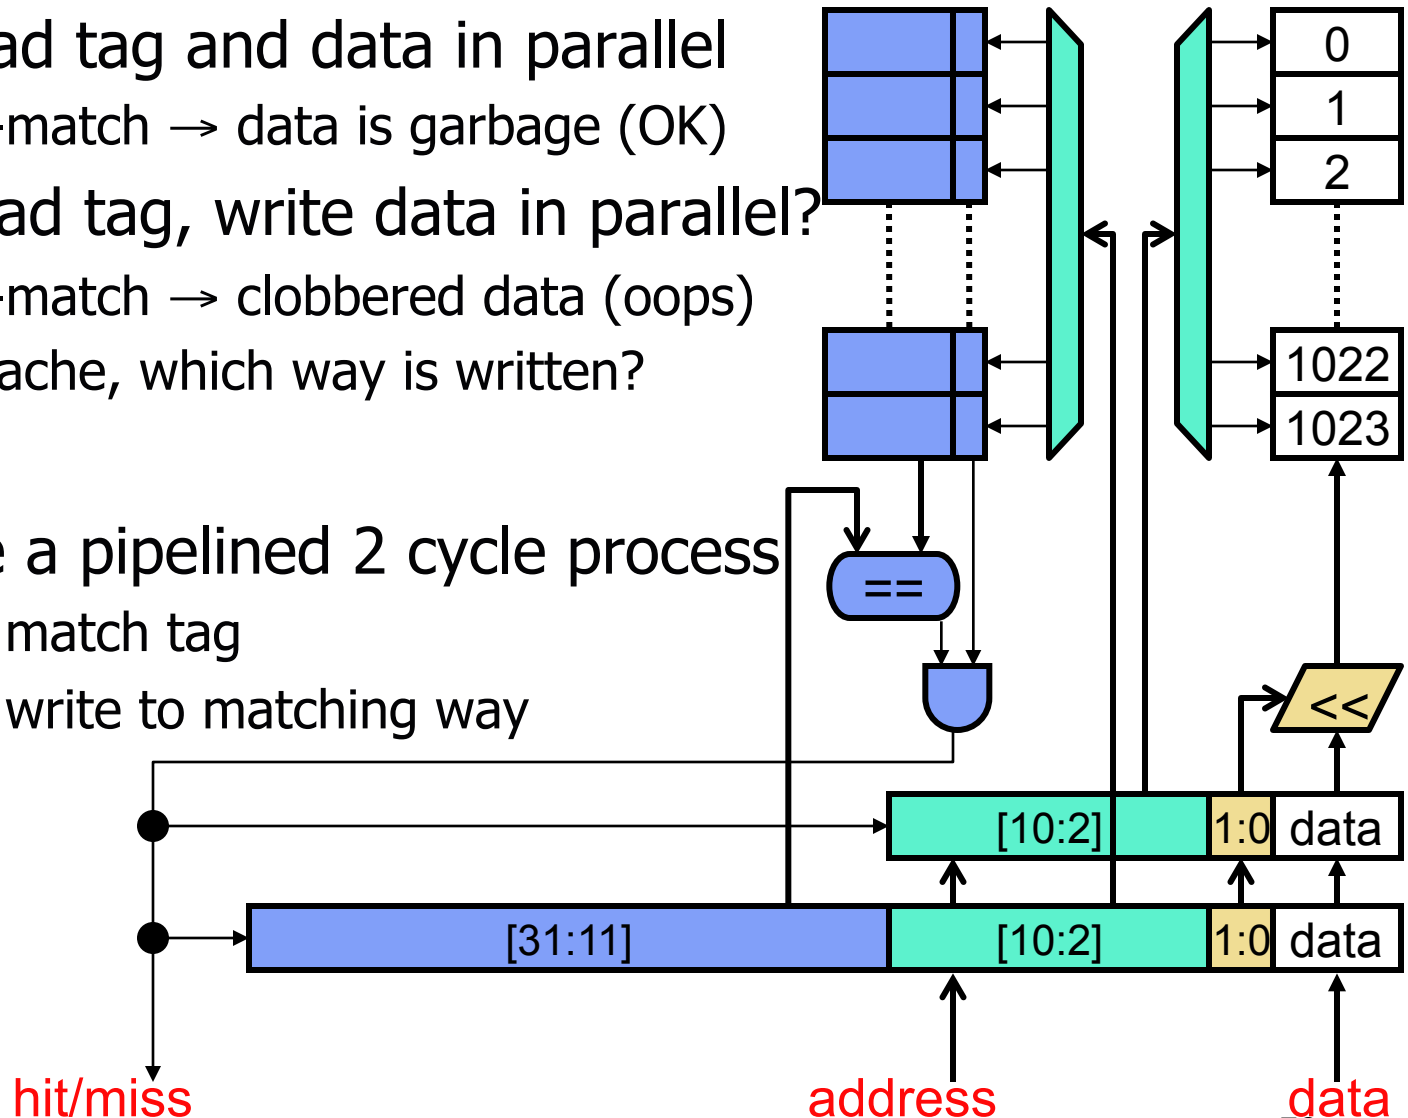 ad tag and data in parallel
-match → data is garbage (OK)
ad tag, write data in parallel?
-match → clobbered data (oops)
ache, which way is written?
e a pipelined 2 cycle process
match tag
write to matching way
0
1
2
1022
1023
==
<<
[10:2] 1:0 data
[31:11] [10:2] 1:0 data
hit/miss address data